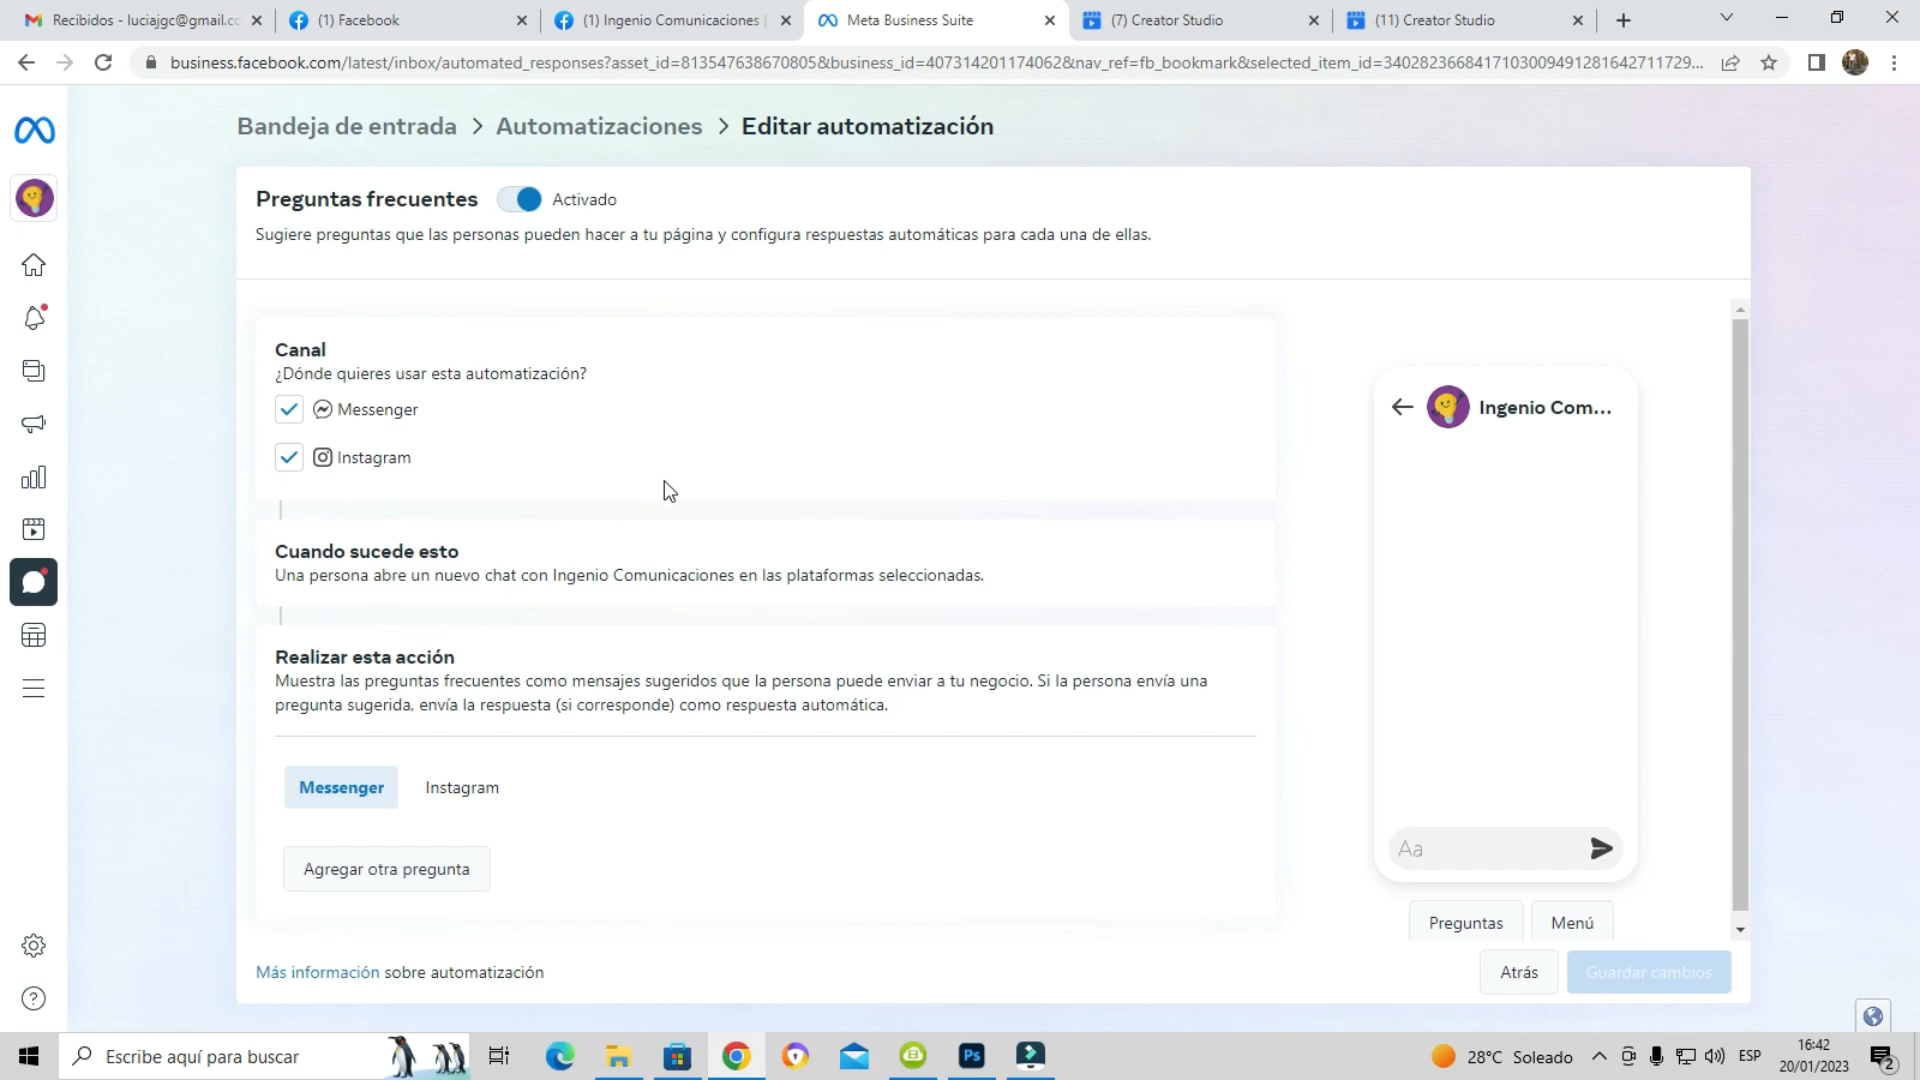 Recibidos - luciajgc@gmail.cc
(1) Facebook
(1) Ingenio Comunicaciones |
Meta Business Suite
(7) Creator Studio
(11) Creator Studio
business.facebook.com/latest/inbox/automated_responses?asset_id=813547638670805&business_id=407314201174062&nav_ref=fb_bookmark&selected_item_id=340282366841710300949128164271172 9...
Bandeja de entrada > Automatizaciones > Editar automatización
Preguntas frecuentes
Activado
Sugiere preguntas que las personas pueden hacer a tu página y configura respuestas automáticas para cada una de ellas.
Canal
¿Dónde quieres usar esta automatización?
Messenger
Instagram
Cuando sucede esto
Una persona abre un nuevo chat con Ingenio Comunicaciones en las plataformas seleccionadas.
Realizar esta acción
Muestra las preguntas frecuentes como mensajes sugeridos que la persona puede enviar a tu negocio. Si la persona envía una
pregunta sugerida, envía la respuesta (si corresponde) como respuesta automática.
Messenger
Instagram
Agregar otra pregunta
Ingenio Com...
Aa
Preguntas
Menú
Más información sobre automatización
Atrás
Guardar cambios
Escribe aquí para buscar
Ps
28°C Soleado
ESP
16:42
20/01/2023
2